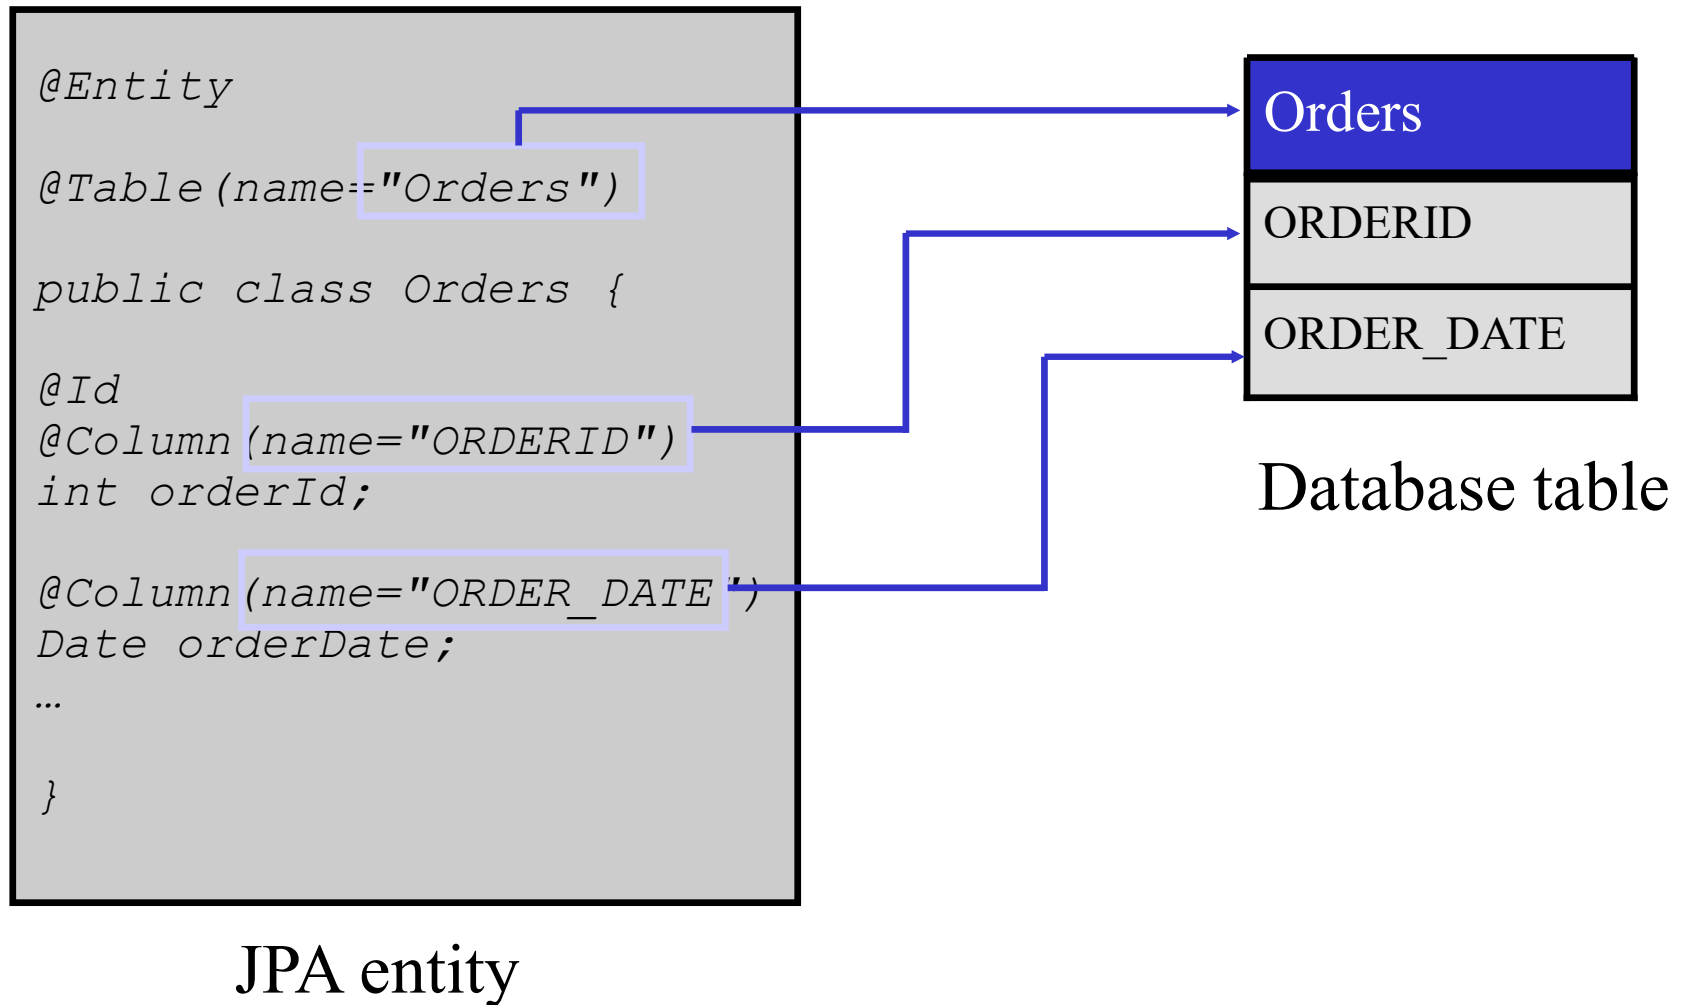 @Entity
@Table(name="Orders")
public class Orders {
@Id
@Column(name="ORDERID")
int orderId;
@Column(name="ORDER_DATE")
Date orderDate;
…
}
JPA entity
Orders
ORDERID
ORDER_DATE
Database table